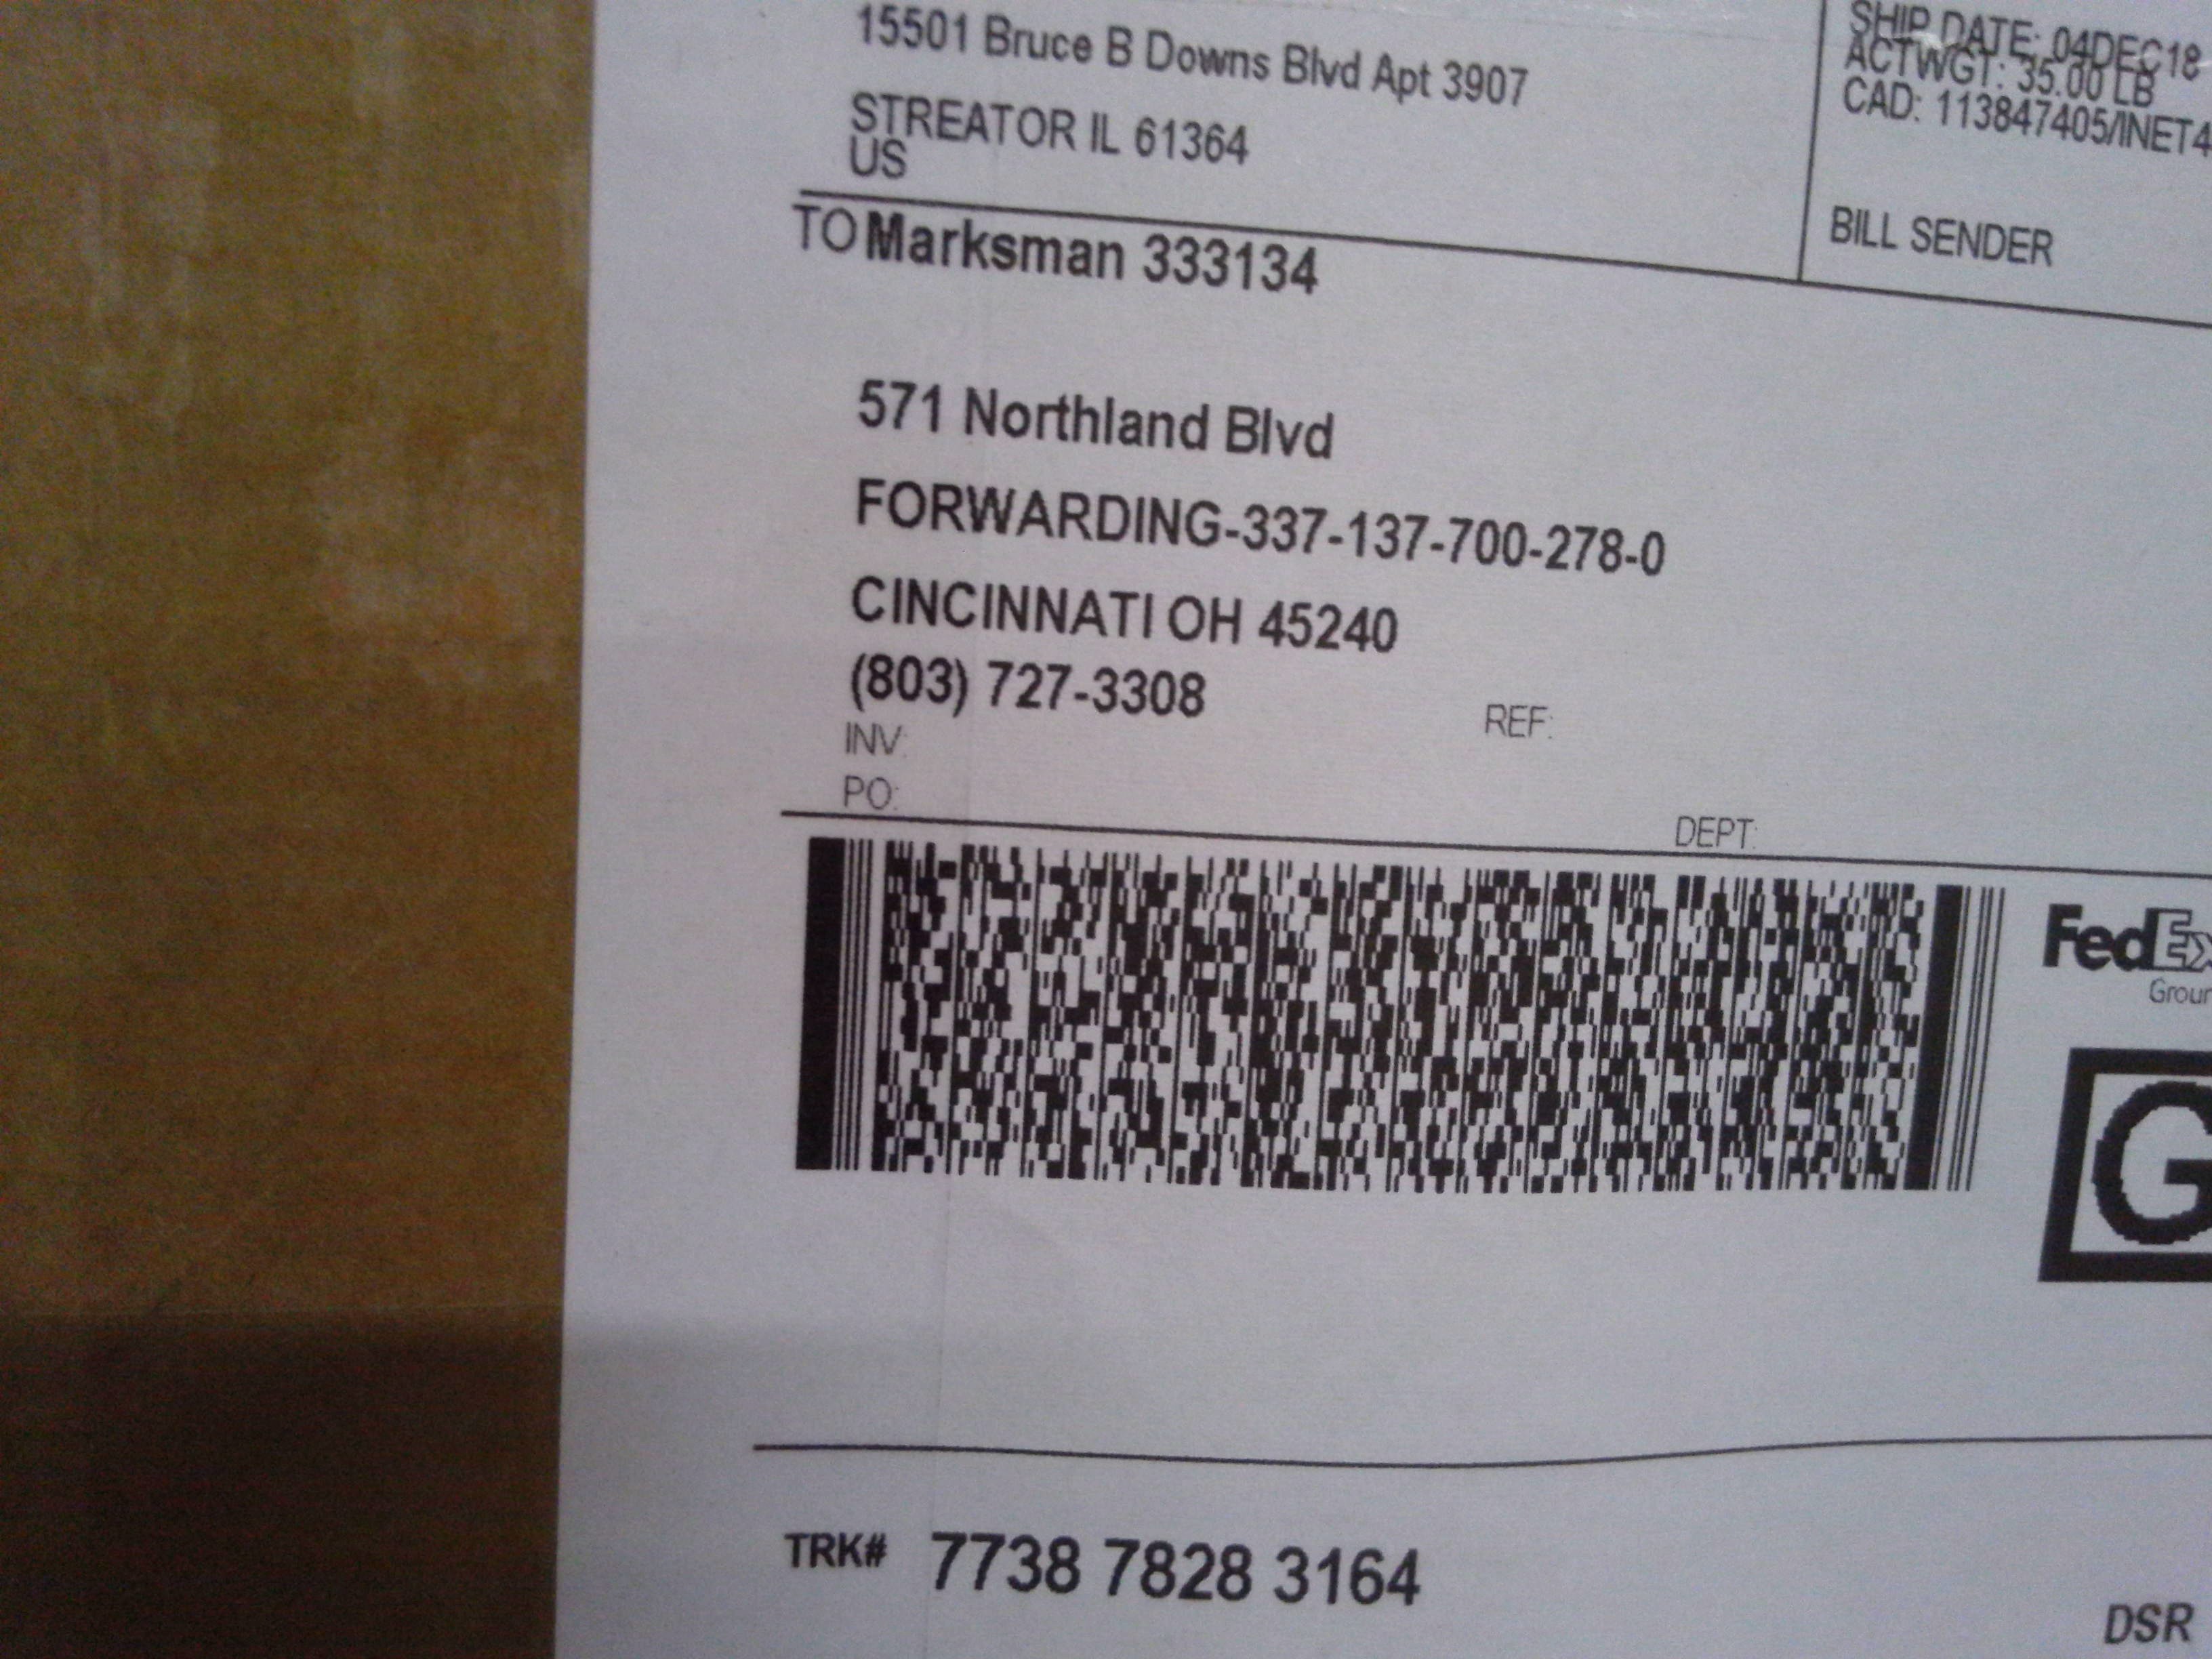 15501 Bruce B Downs Blvd Apt 3907
STREATOR IL 61364
US
SHIP DATE: 04DEC18
ACTWGT: 35.00 LB
CAD: 113847405/INET4
BILL SENDER
TO Marksman 333134
571 Northland Blvd
FORWARDING-337-137-700-278-0
CINCINNATI OH 45240
(803) 727-3308
INV:
REF:
PO:
DEPT:
FedEx
Groun
G
TRK# 7738 7828 3164
DSR